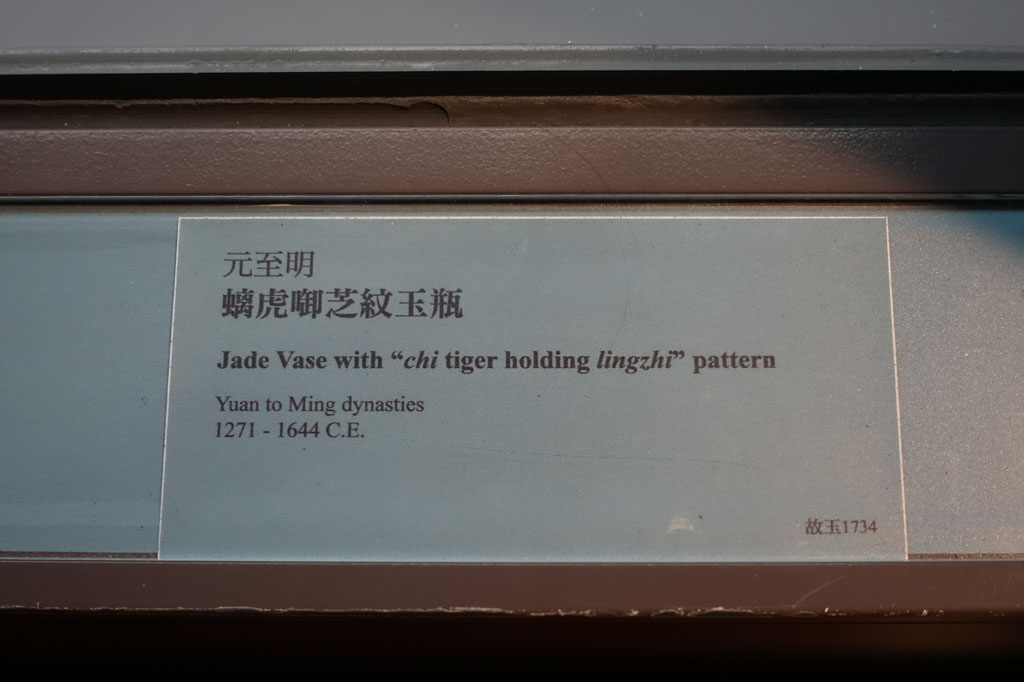 元至明
螭虎啣芝紋玉瓶
Jade Vase with “chi tiger holding lingzhi” pattern
Yuan to Ming dynasties
1271 - 1644 C.E.
故玉1734